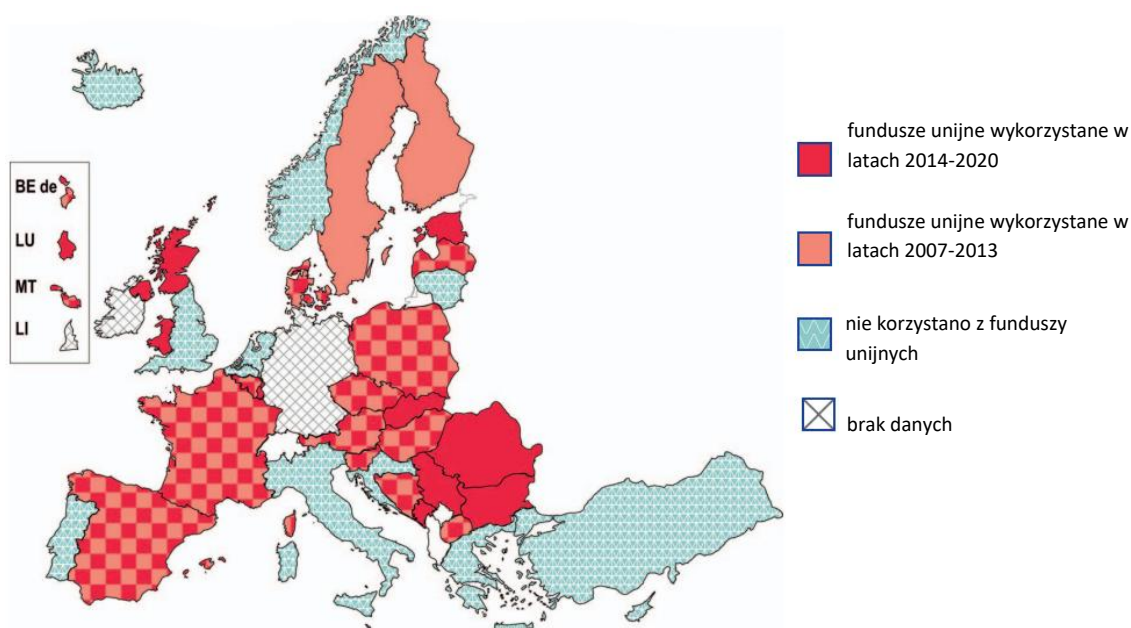 BE de
LU
MT
LI
fundusze unijne wykorzystane w
latach 2014-2020
fundusze unijne wykorzystane w
latach 2007-2013
nie korzystano z funduszy
unijnych
brak danych